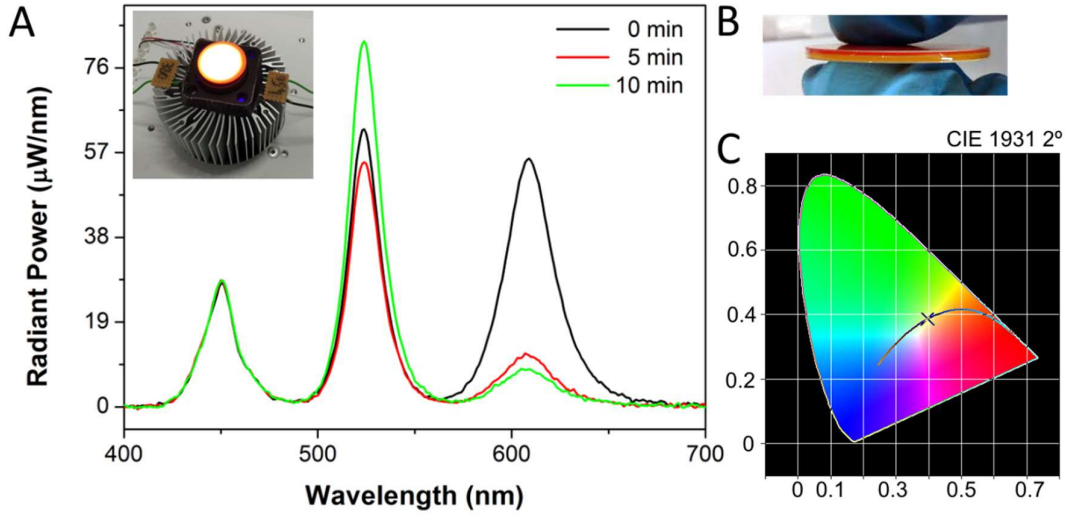 A
0 min
5 min
10 min
Radiant Power (μW/nm)
76
57
38
19
0
400
500
600
700
Wavelength (nm)
B
C
CIE 1931 2º
0.8
0.6
0.4
0.2
0
0 0.1 0.3 0.5 0.7